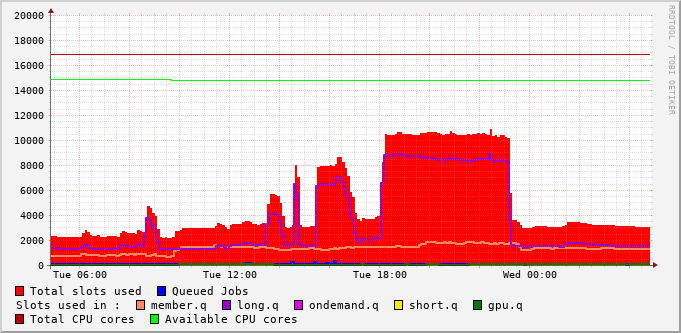 20000
18000
16000
14000
12000
10000
8000
6000
4000
2000
0
Tue 06:00 Tue 12:00 Tue 18:00 Wed 00:00
RRDTOOL / TOBI OETIKER
Total slots used Queued Jobs
Slots used in : member.q long.q ondemand.q short.q gpu.q
Total CPU cores Available CPU cores